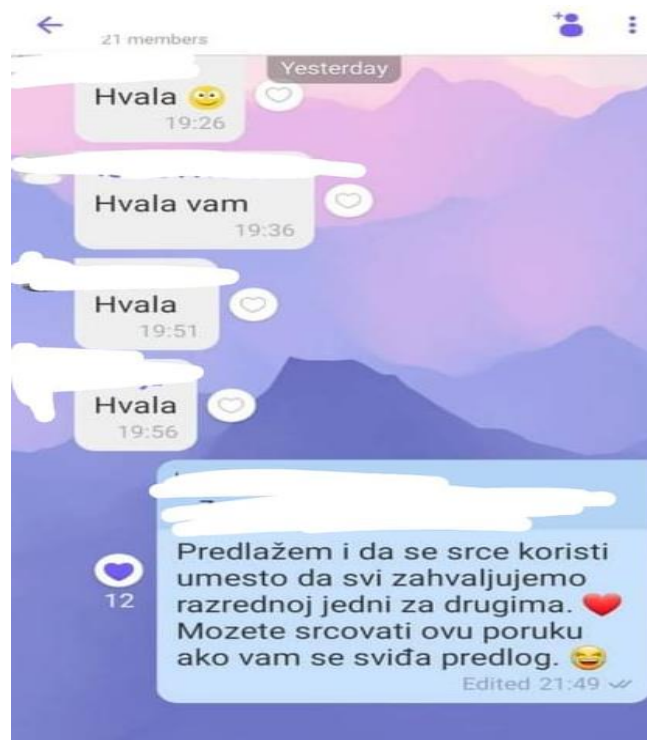 21 members
Yesterday
Hvala 🙂
19:26
Hvala vam
19:36
Hvala
19:51
Hvala
19:56
Predlažem i da se srce koristi
umesto da svi zahvaljujemo
razrednoj jedni za drugima. ❤️
Mozete srcovati ovu poruku
ako vam se sviđa predlog. 😆
12
Edited 21:49